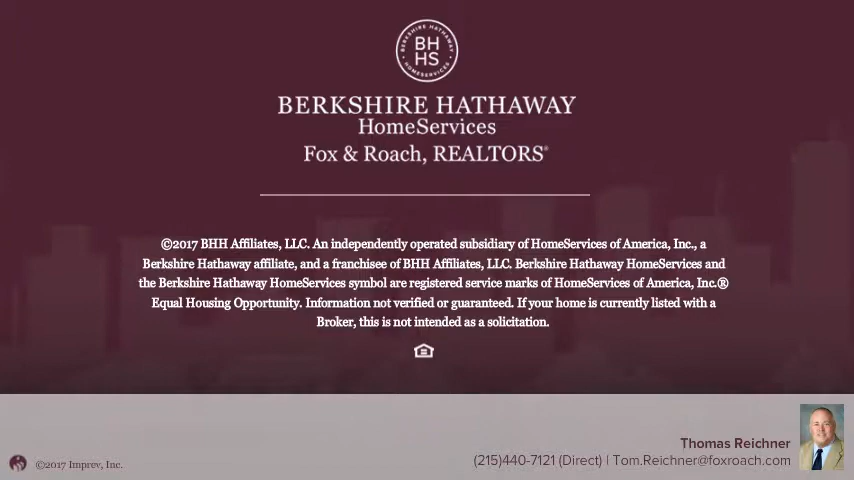 BERKSHIRE HATHAWAY
HOMESERVICES
BH
HS
BERKSHIRE HATHAWAY
HomeServices
Fox & Roach, REALTORS®
©2017 BHH Affiliates, LLC. An independently operated subsidiary of HomeServices of America, Inc., a
Berkshire Hathaway affiliate, and a franchisee of BHH Affiliates, LLC. Berkshire Hathaway HomeServices and
the Berkshire Hathaway HomeServices symbol are registered service marks of HomeServices of America, Inc.®
Equal Housing Opportunity. Information not verified or guaranteed. If your home is currently listed with a
Broker, this is not intended as a solicitation.
Thomas Reichner
(215)440-7121 (Direct) | Tom.Reichner@foxroach.com
©2017 Imprev, Inc.